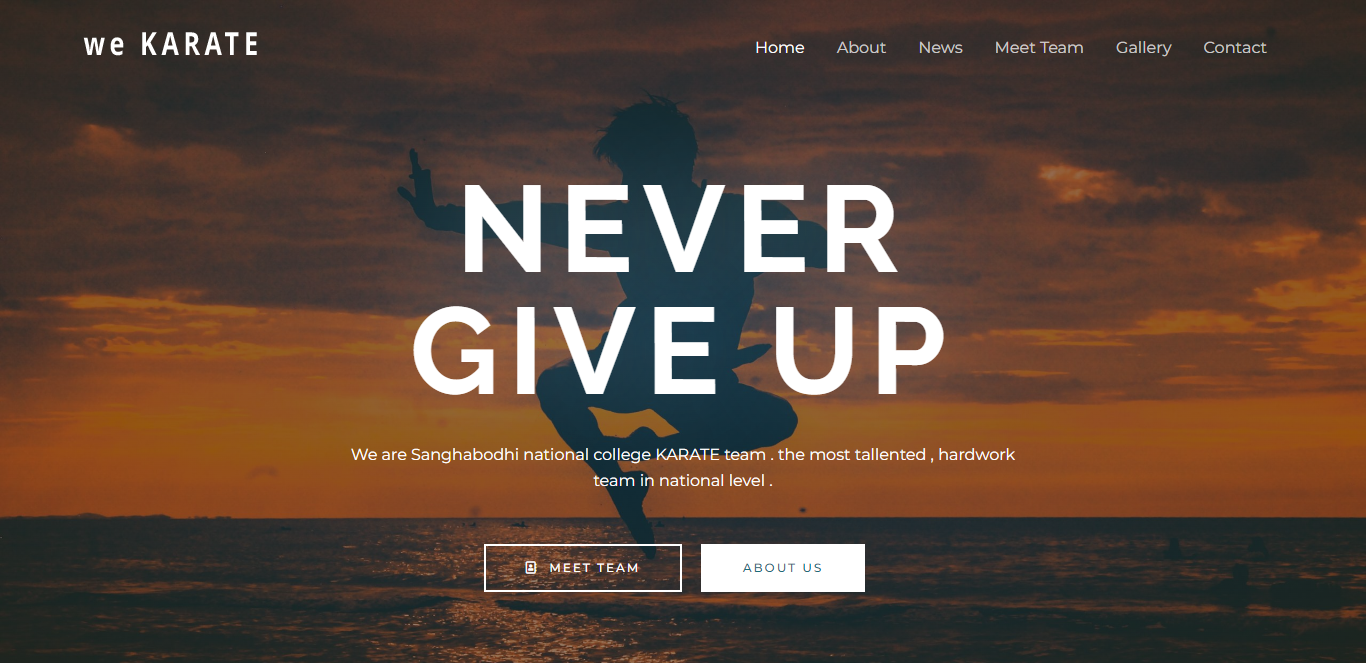 we KARATE
Home About News Meet Team Gallery Contact
NEVER
GIVE UP
We are Sanghabodhi national college KARATE team . the most tallented , hardwork
team in national level .
MEET TEAM
ABOUT US